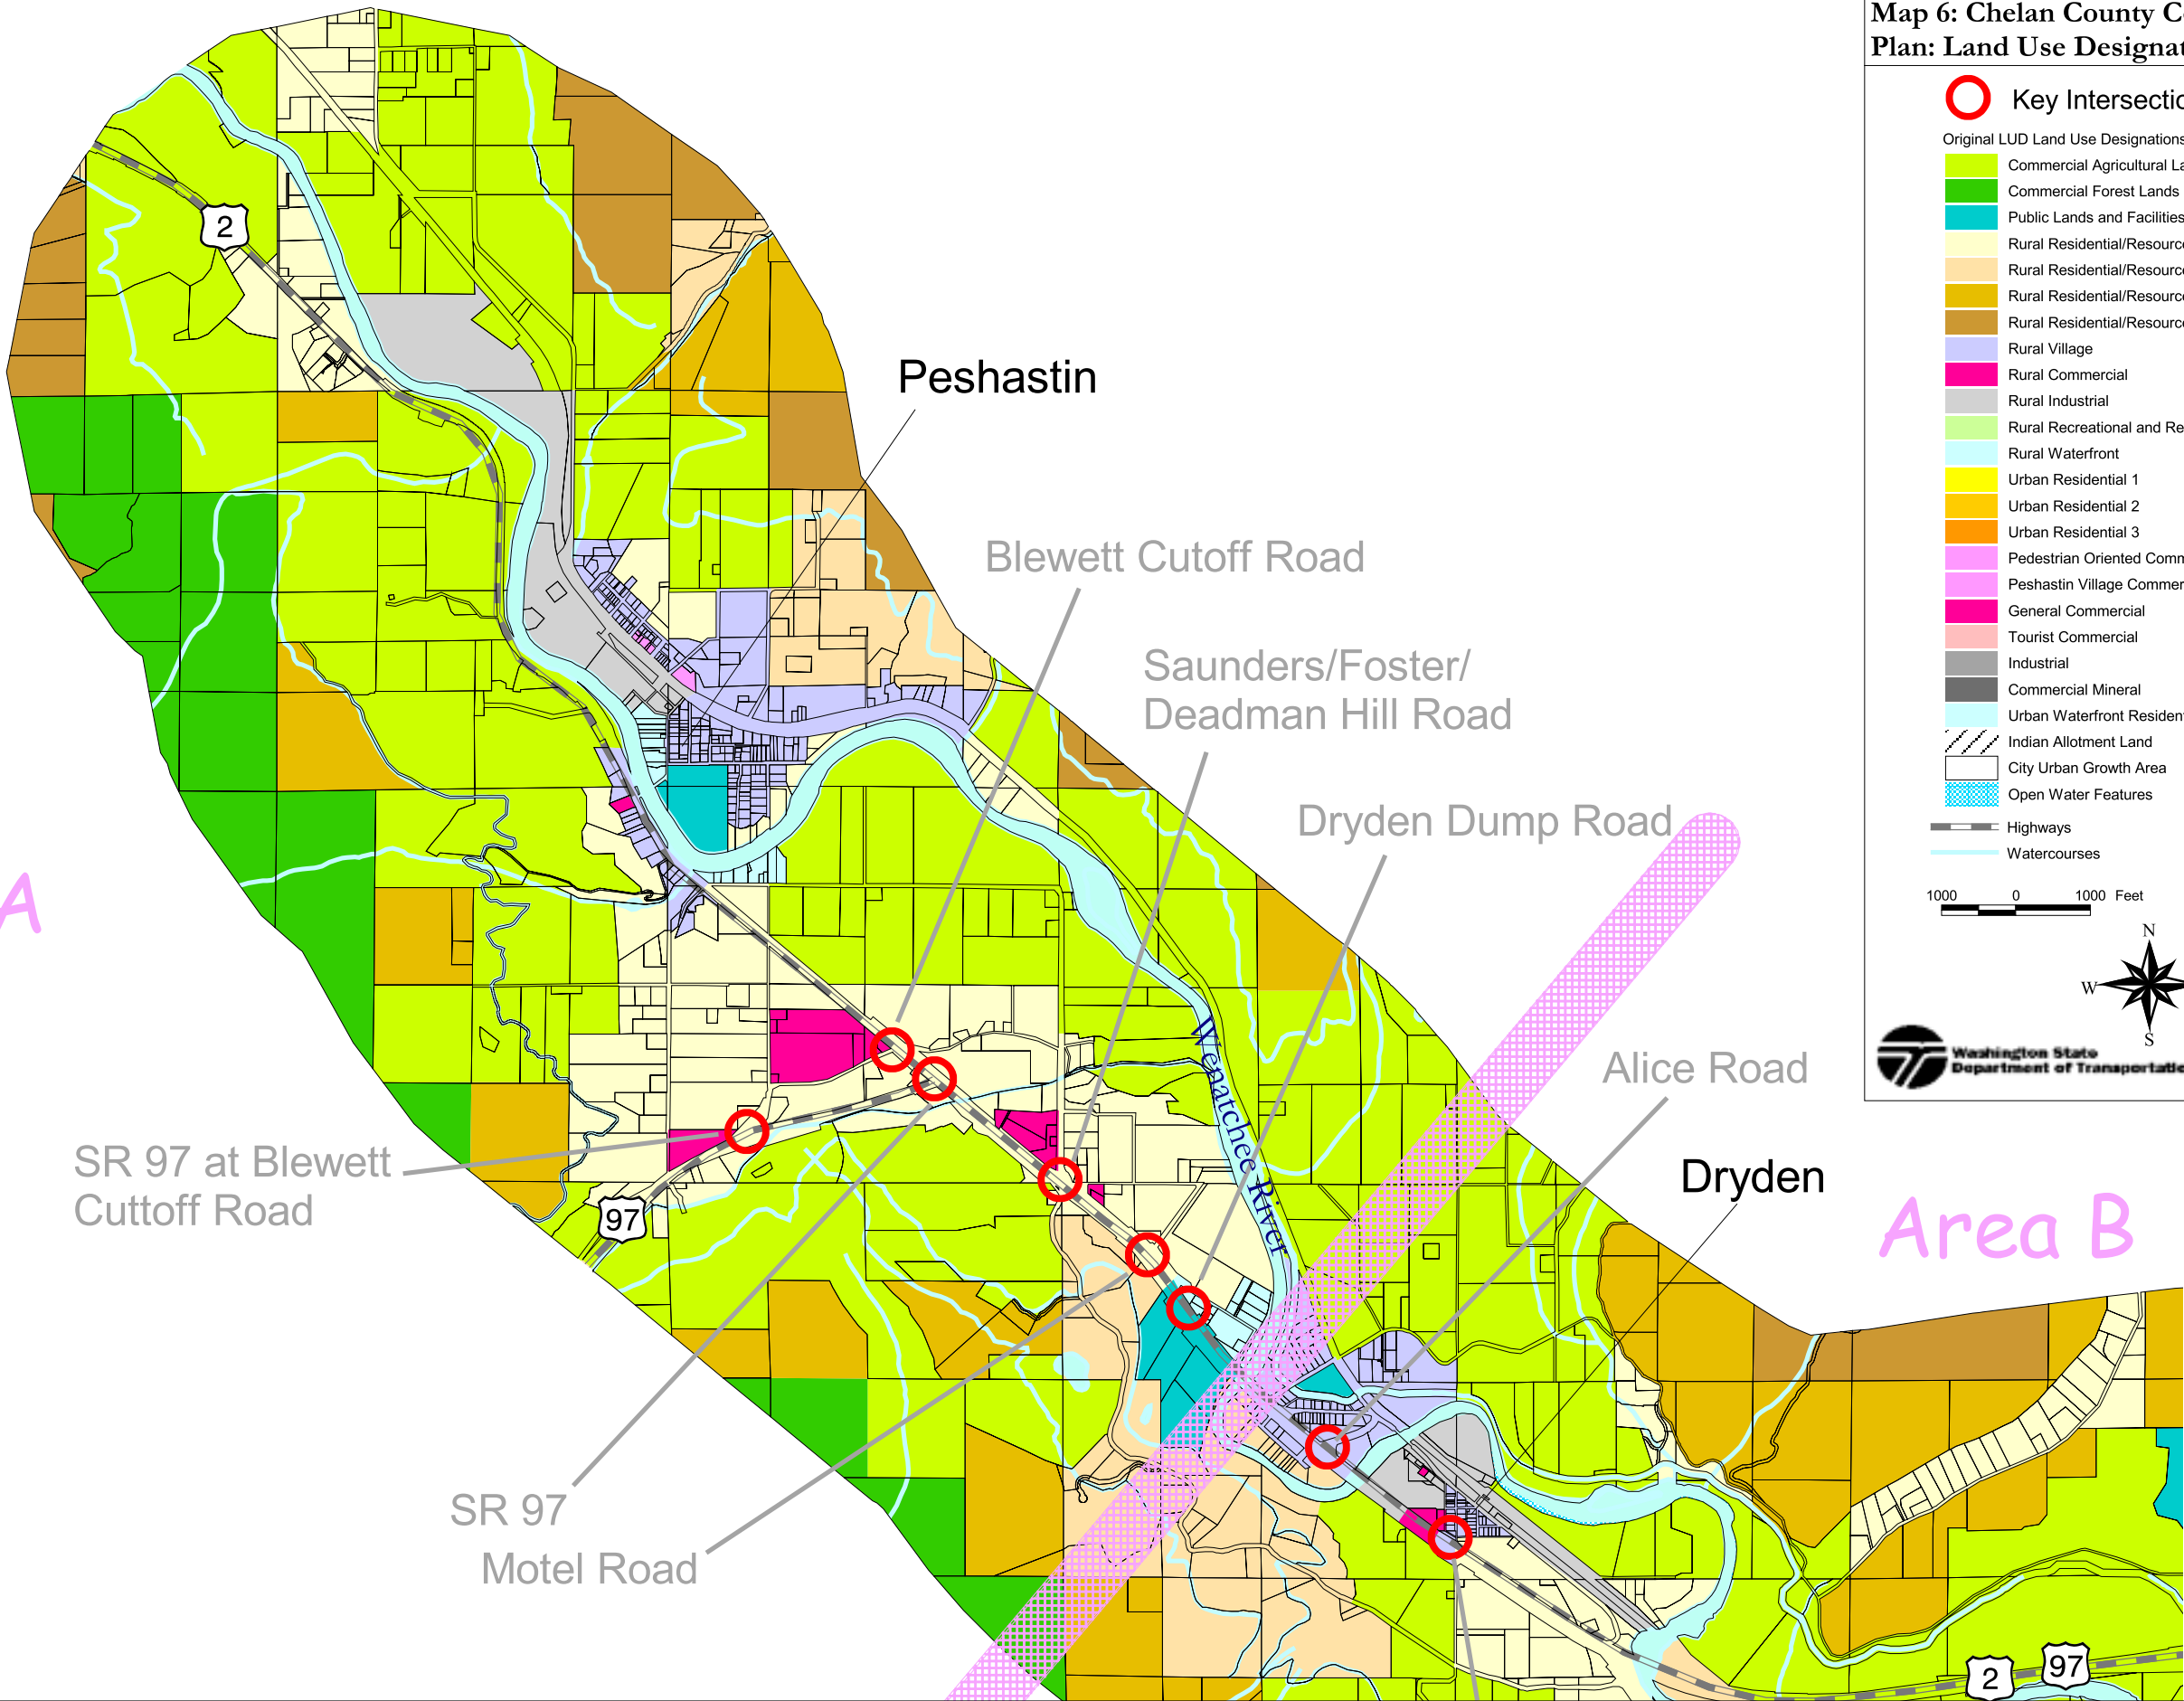 Map 6: Chelan County C
Plan: Land Use Designat
Key Intersectio
Original LUD Land Use Designations
Commercial Agricultural La
Commercial Forest Lands
Public Lands and Facilities
Rural Residential/Resource
Rural Residential/Resource
Rural Residential/Resource
Rural Residential/Resource
Rural Village
Rural Commercial
Rural Industrial
Rural Recreational and Re
Rural Waterfront
Urban Residential 1
Urban Residential 2
Urban Residential 3
Pedestrian Oriented Comm
Peshastin Village Commer
General Commercial
Tourist Commercial
Industrial
Commercial Mineral
Urban Waterfront Resident
Indian Allotment Land
City Urban Growth Area
Open Water Features
Highways
Watercourses
1000 0 1000 Feet
N
W
S
Washington State
Department of Transportatio
2
Peshastin
Blewett Cutoff Road
Saunders/Foster/
Deadman Hill Road
Dryden Dump Road
A
Wenatchee River
Alice Road
SR 97 at Blewett
Cuttoff Road
97
Dryden
Area B
SR 97
Motel Road
2
97